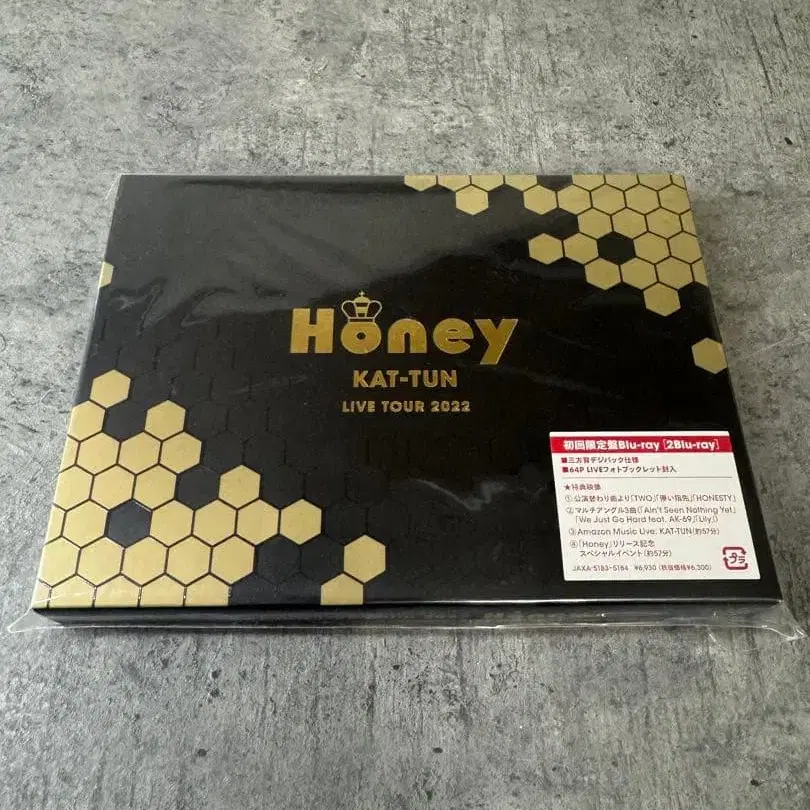 Honey
KAT-TUN
LIVE TOUR 2022
初回限定盤Blu-ray [2Blu-ray]
■三方背デジパック仕様
■64P LIVEフォトブックレット封入
★特典映像
①公演替わり曲より「TWO」「儚い指先」「HONESTY」
②マルチアングル3曲(「Ain't Seen Nothing Yet」
「We Just Go Hard feat. AK-69」「Lily」)
③Amazon Music Live: KAT-TUN(約57分)
④「Honey」リリース記念
スペシャルイベント(約57分)
JAXA-5183~5184 ¥6,930 (税抜価格¥6,300)